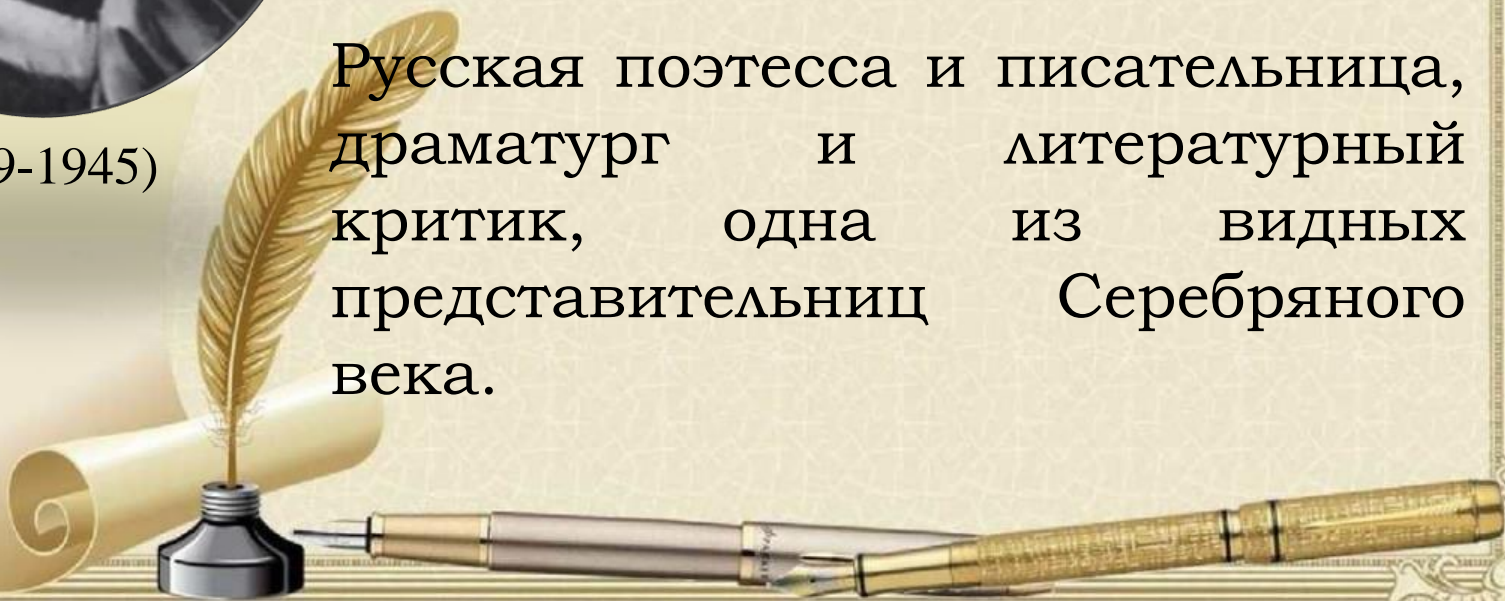 Русская поэтесса и писательница,
9-1945)
драматург и литературный
критик, одна из видных
представительниц Серебряного
века.